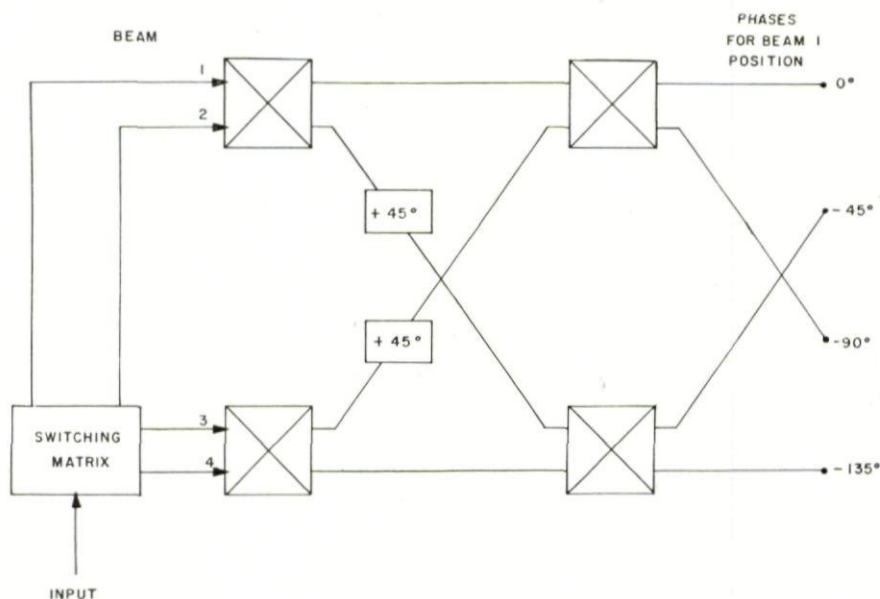 PHASES
FOR BEAM 1
POSITION
BEAM
1
0°
2
+ 45°
- 45°
+ 45°
-90°
3
SWITCHING
MATRIX
4
-135°
INPUT